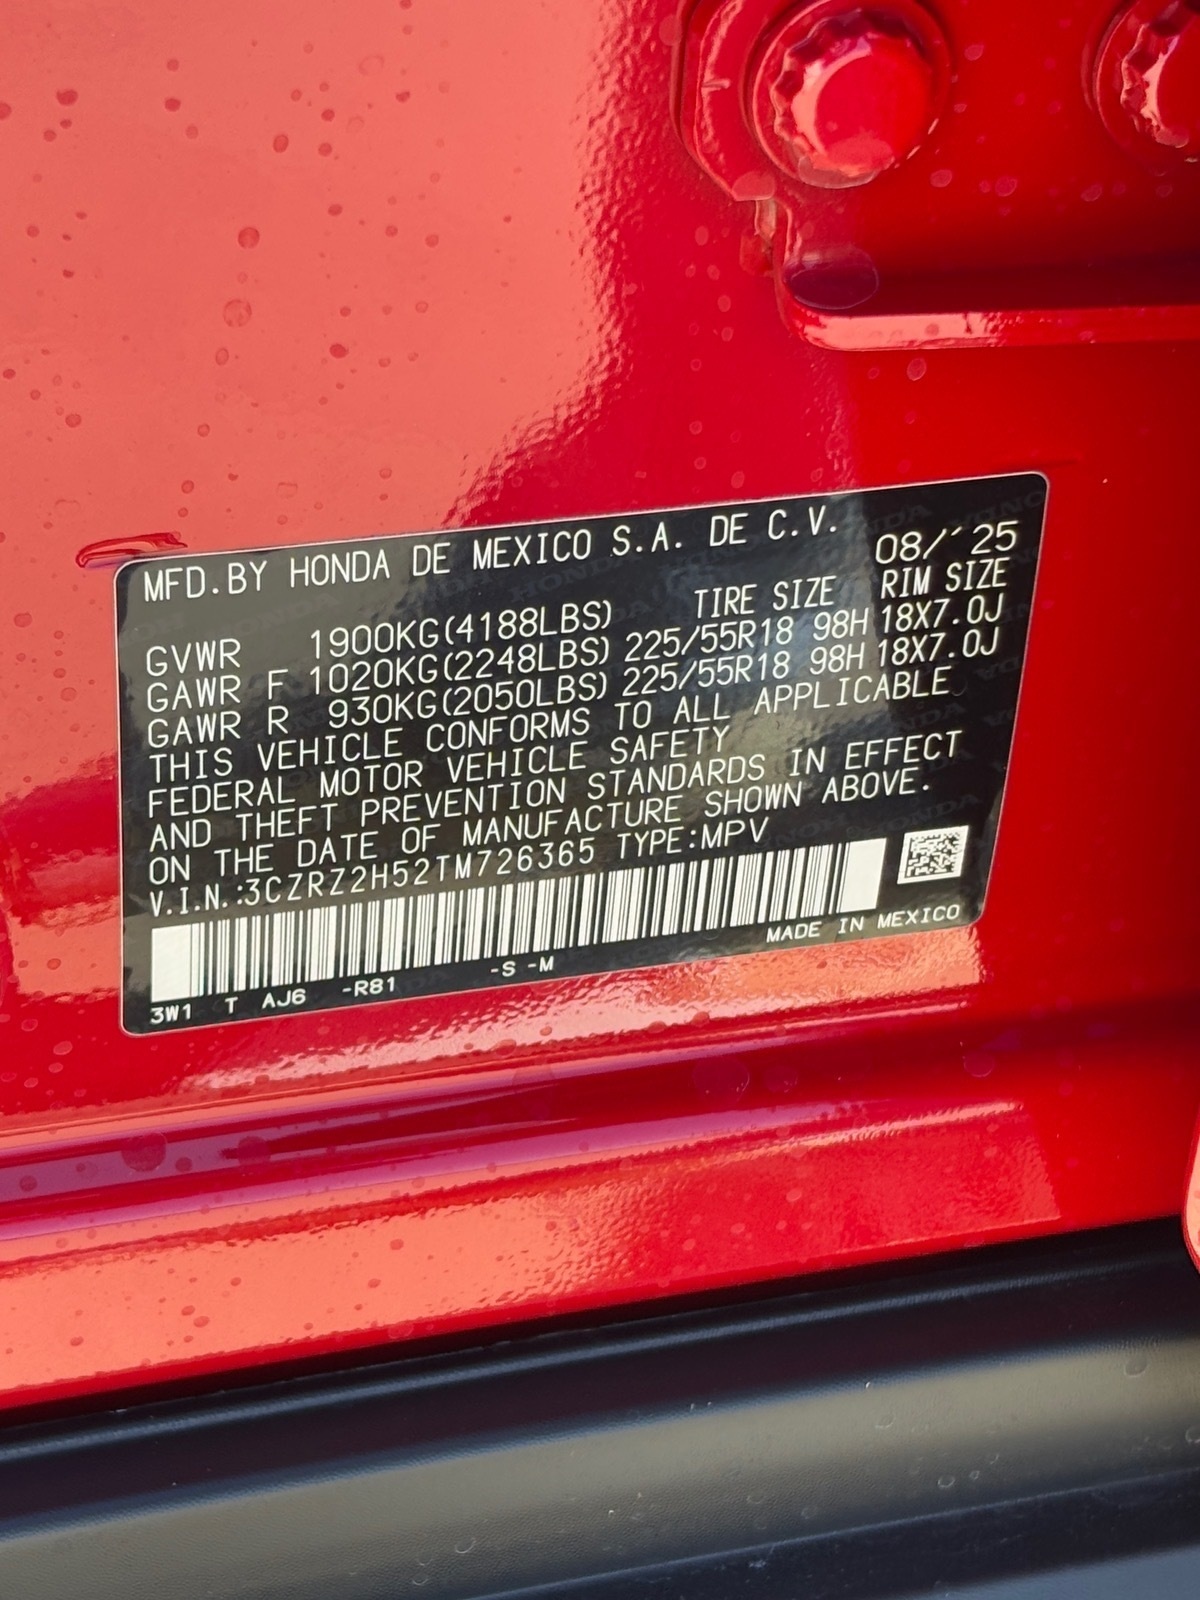 MFD.BY HONDA DE MEXICO S.A. DE C.V. 08/'25
TIRE SIZE RIM SIZE
GVWR 1900KG(4188LBS)
GAWR F 1020KG(2248LBS) 225/55R18 98H 18X7.0J
GAWR R 930KG(2050LBS) 225/55R18 98H 18X7.0J
THIS VEHICLE CONFORMS TO ALL APPLICABLE
FEDERAL MOTOR VEHICLE SAFETY
AND THEFT PREVENTION STANDARDS IN EFFECT
ON THE DATE OF MANUFACTURE SHOWN ABOVE.
V.I.N.:3CZRZ2H52TM726365 TYPE:MPV
MADE IN MEXICO
3W1 T AJ6 -R81 -S -M